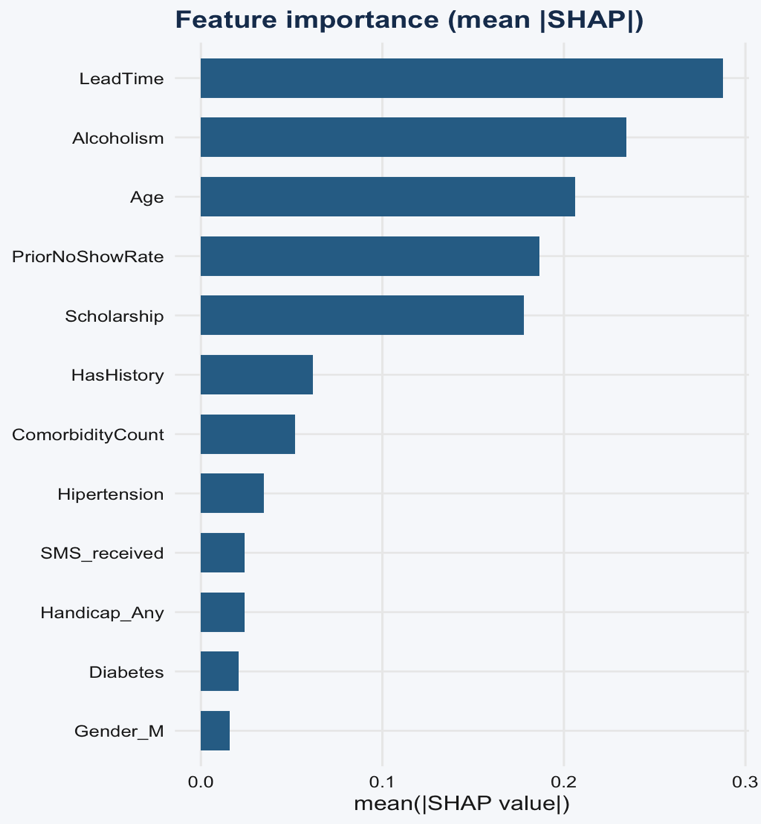 Feature importance (mean |SHAP|)
LeadTime
Alcoholism
Age
PriorNoShowRate
Scholarship
HasHistory
ComorbidityCount
Hipertension
SMS_received
Handicap_Any
Diabetes
Gender_M
0.0 0.1 0.2 0.3
mean(|SHAP value|)